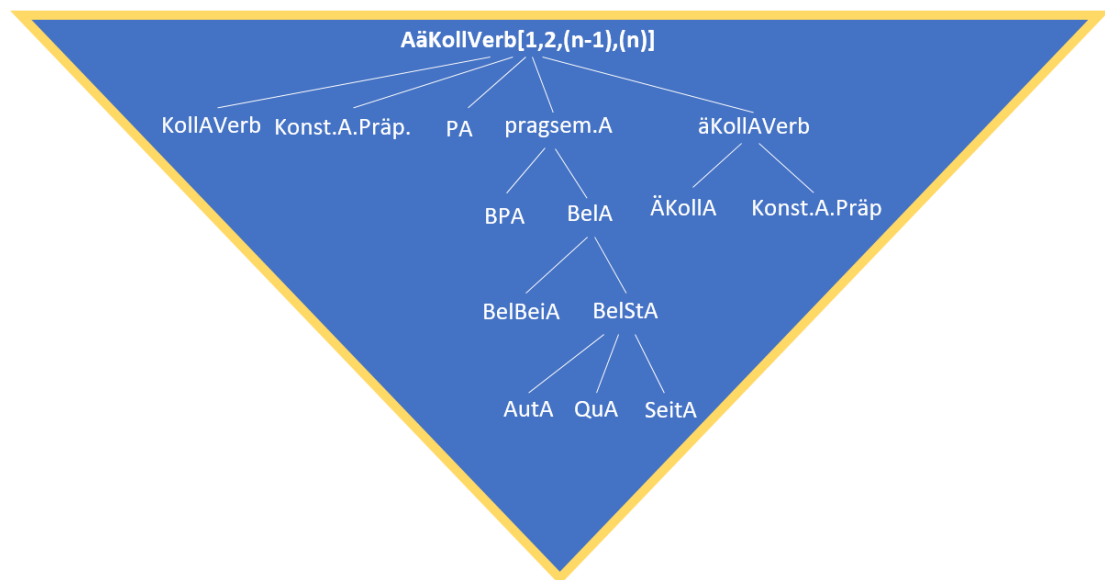 AäKollVerb[1,2,(n-1),(n)]
KollAVerb Konst.A.Präp. PA pragsem.A äKollAVerb
BPA BelA ÄKollA Konst.A.Präp
BelBeiA BelStA
AutA QuA SeitA